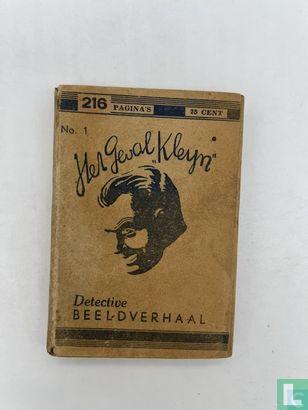 216 PAGINA'S 25 CENT
No. 1
Het Geval „Kleyn"
Detective
BEELDVERHAAL